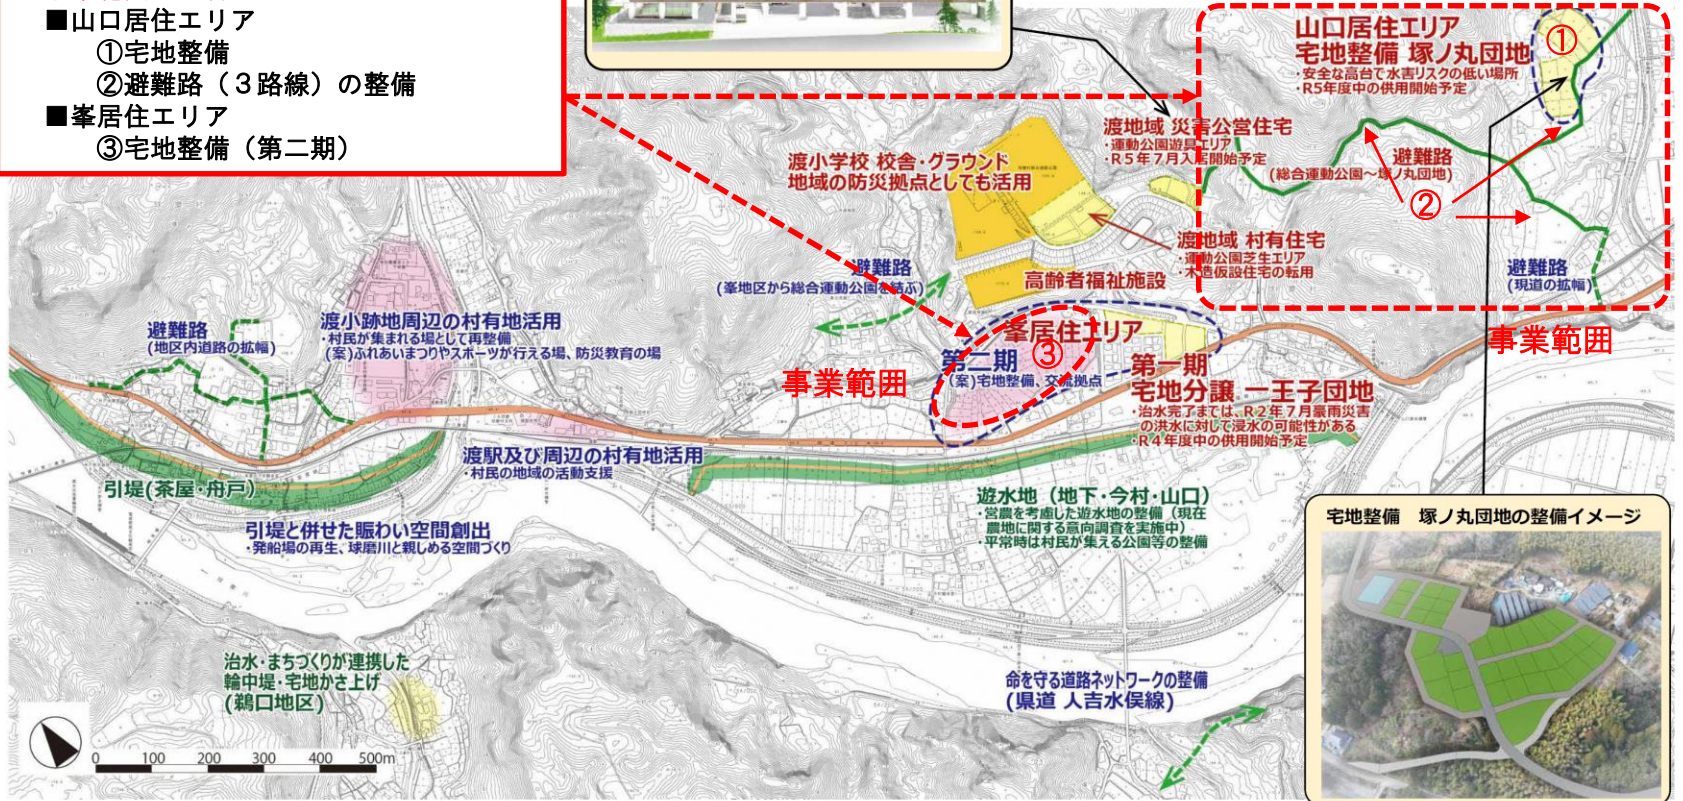 ■山口居住エリア
①宅地整備
②避難路（３路線）の整備
■峯居住エリア
③宅地整備（第二期）
山口居住エリア
宅地整備 塚ノ丸団地
・安全な高台で水害リスクの低い場所
・R5年度中の供用開始予定
①
渡地域 災害公営住宅
・運動公園遊具エリア
・R５年７月入居開始予定
避難路
(総合運動公園～塚ノ丸団地)
②
渡小学校 校舎・グラウンド
地域の防災拠点としても活用
渡地域 村有住宅
・運動公園芝生エリア
・木造仮設住宅の転用
避難路
(現道の拡幅)
事業範囲
避難路
(峯地区から総合運動公園を結ぶ)
高齢者福祉施設
避難路
(地区内道路の拡幅)
渡小跡地周辺の村有地活用
・村民が集まれる場として再整備
(案)ふれあいまつりやスポーツが行える場、防災教育の場
峯居住エリア
③
第二期
(案)宅地整備、交流拠点
事業範囲
第一期
宅地分譲 一王子団地
・治水完了までは、R２年７月豪雨災害
の洪水に対して浸水の可能性がある
・R４年度中の供用開始予定
渡駅及び周辺の村有地活用
・村民の地域の活動支援
引堤(茶屋・舟戸)
引堤と併せた賑わい空間創出
・発船場の再生、球磨川と親しめる空間づくり
遊水地（地下・今村・山口）
・営農を考慮した遊水地の整備（現在
農地に関する意向調査を実施中）
・平常時は村民が集える公園等の整備
宅地整備　塚ノ丸団地の整備イメージ
治水・まちづくりが連携した
輪中堤・宅地かさ上げ
(鵜口地区)
命を守る道路ネットワークの整備
(県道 人吉水俣線)
0 100 200 300 400 500m